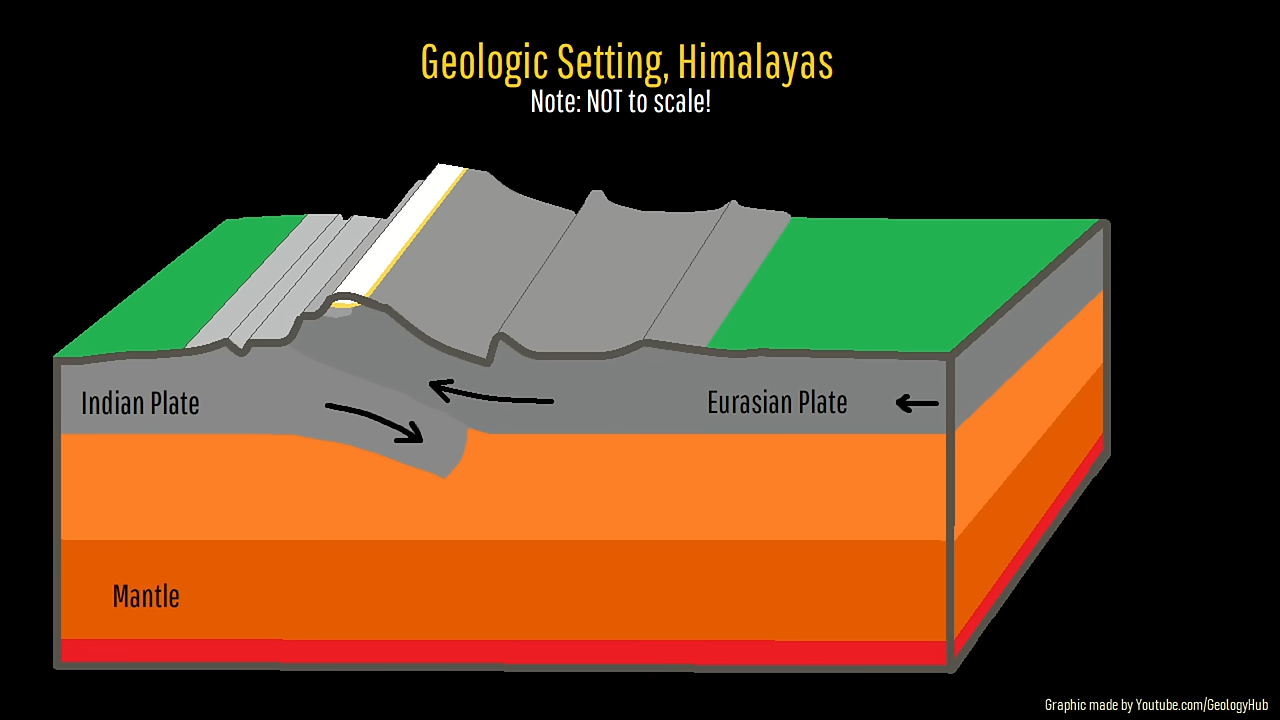 Geologic Setting, Himalayas
Note: NOT to scale!
Indian Plate
Eurasian Plate
Mantle
Graphic made by Youtube.com/GeologyHub